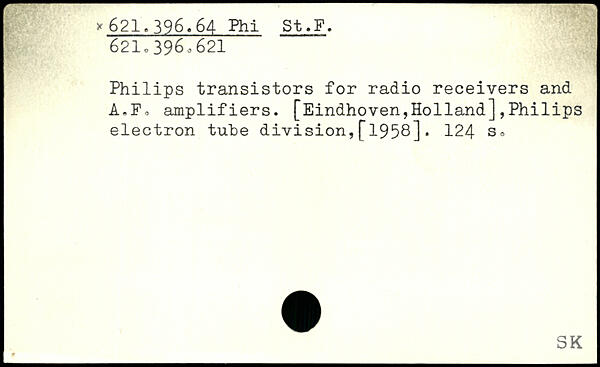 × 621.396.64 Phi St.F.
621.396.621
Philips transistors for radio receivers and
A.F. amplifiers. [Eindhoven,Holland],Philips
electron tube division,[1958]. 124 s.
SK